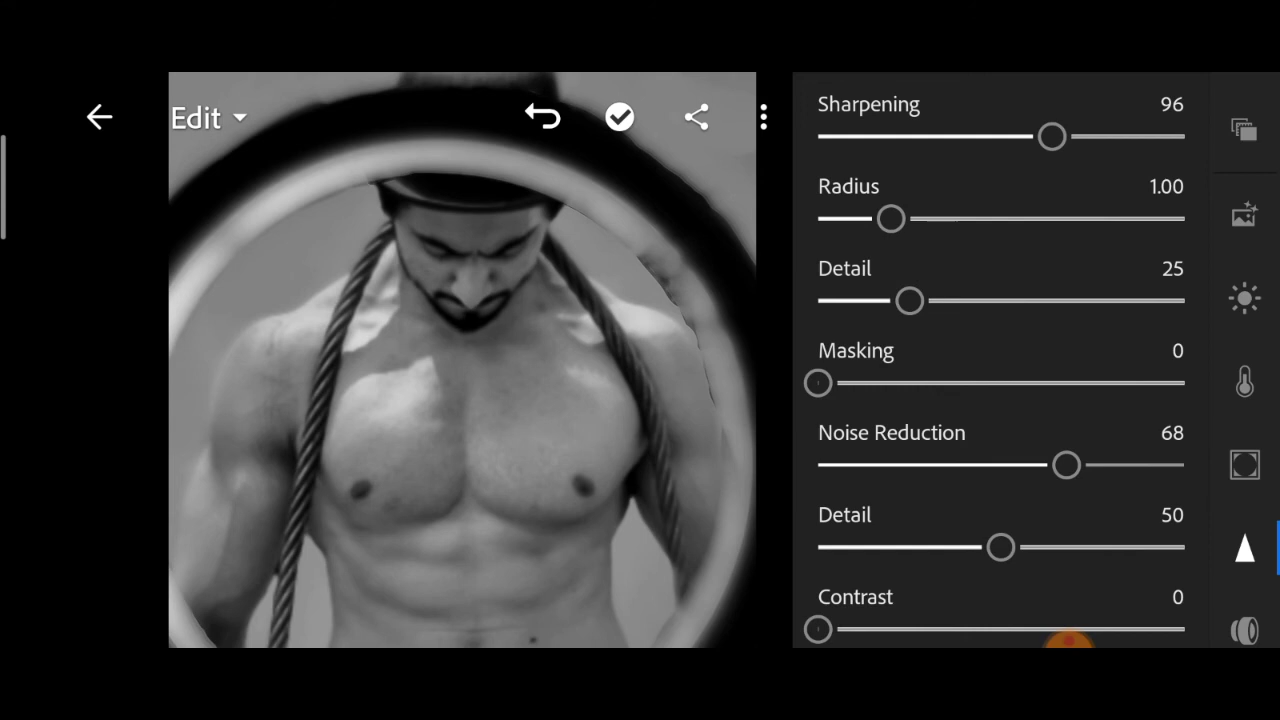 Edit
Sharpening 96
Radius 1.00
Detail 25
Masking 0
Noise Reduction 68
Detail 50
Contrast 0